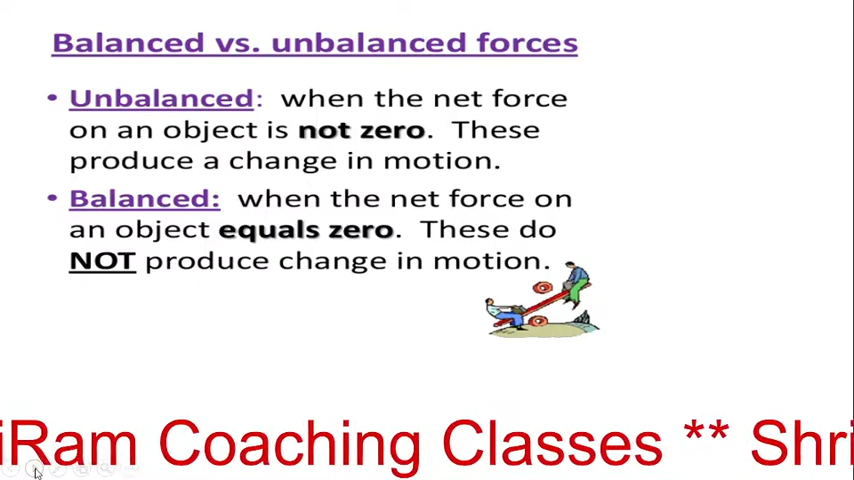 Balanced vs. unbalanced forces
• Unbalanced: when the net force
on an object is not zero. These
produce a change in motion.
• Balanced: when the net force on
an object equals zero. These do
NOT produce change in motion.
iRam Coaching Classes ** Shri